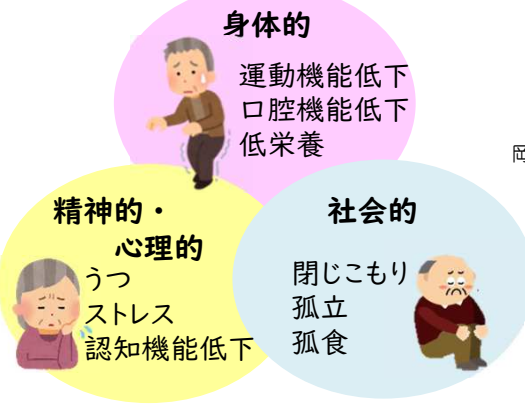 身体的
運動機能低下
口腔機能低下
低栄養
精神的・
心理的
うつ
ストレス
認知機能低下
社会的
閉じこもり
孤立
孤食